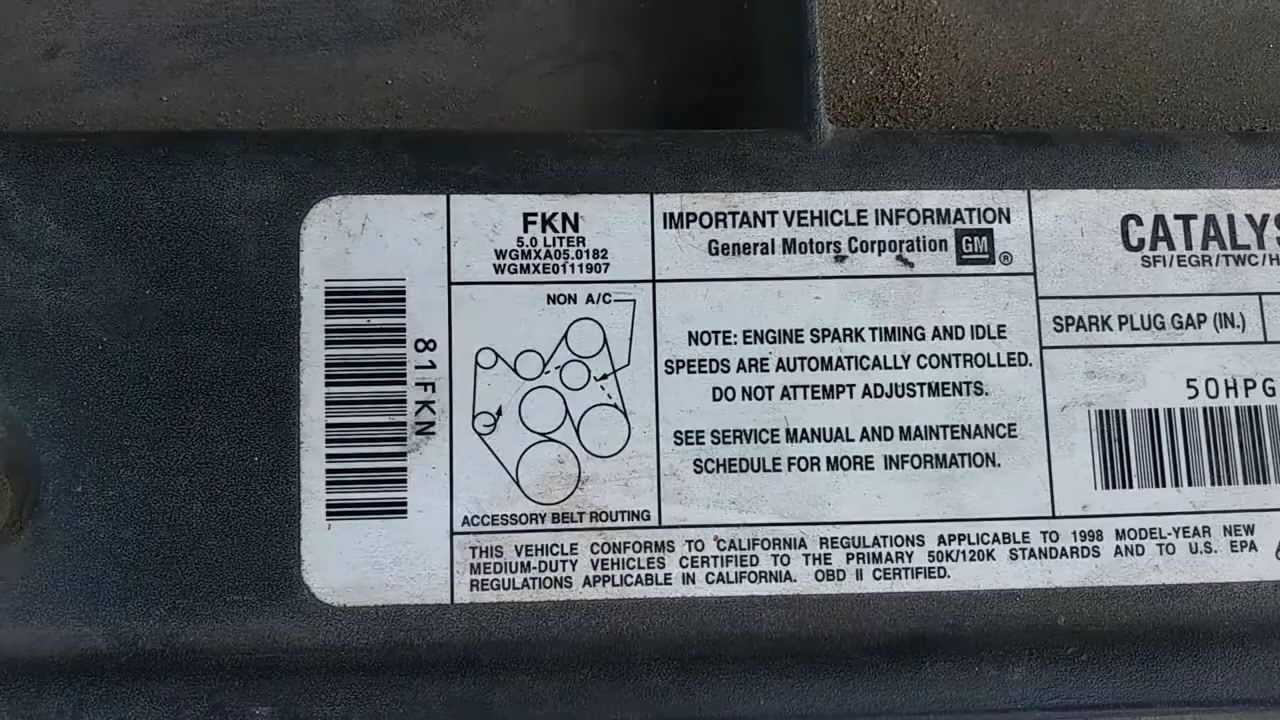 81FKN
FKN
5.0 LITER
WGMXA05.0182
WGMXE0111907
NON A/C
ACCESSORY BELT ROUTING
IMPORTANT VEHICLE INFORMATION
General Motors Corporation GM ®
NOTE: ENGINE SPARK TIMING AND IDLE
SPEEDS ARE AUTOMATICALLY CONTROLLED.
DO NOT ATTEMPT ADJUSTMENTS.
SEE SERVICE MANUAL AND MAINTENANCE
SCHEDULE FOR MORE INFORMATION.
CATALYS
SFI/EGR/TWC/H
SPARK PLUG GAP (IN.)
50HPG
THIS VEHICLE CONFORMS TO CALIFORNIA REGULATIONS APPLICABLE TO 1998 MODEL-YEAR NEW
MEDIUM-DUTY VEHICLES CERTIFIED TO THE PRIMARY 50K/120K STANDARDS AND TO U.S. EPA
REGULATIONS APPLICABLE IN CALIFORNIA. OBD II CERTIFIED.